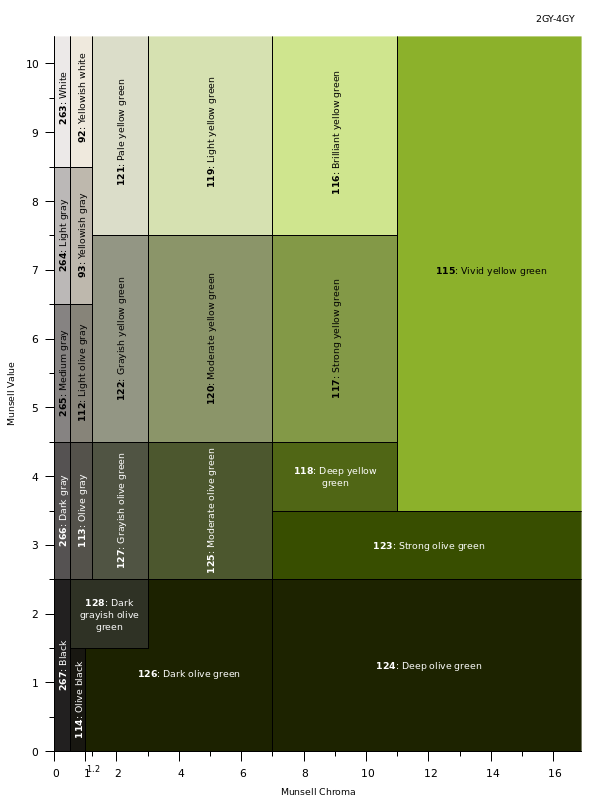 2GY-4GY
10
9
8
7
6
5
4
3
2
1
0
Munsell Value
263: White
92: Yellowish white
121: Pale yellow green
119: Light yellow green
116: Brilliant yellow green
115: Vivid yellow green
264: Light gray
93: Yellowish gray
122: Grayish yellow green
120: Moderate yellow green
117: Strong yellow green
265: Medium gray
112: Light olive gray
266: Dark gray
113: Olive gray
127: Grayish olive green
125: Moderate olive green
118: Deep yellow
green
123: Strong olive green
128: Dark
grayish olive
green
267: Black
114: Olive black
126: Dark olive green
124: Deep olive green
0
1
1.2
2
4
6
8
10
12
14
16
Munsell Chroma